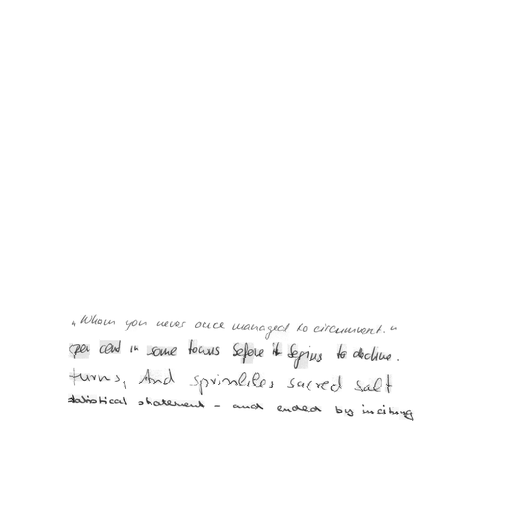 "Whom you never once managed to circumvent."
per cent in some towns before it begins to decline.
turns, And sprinkles sacred salt
statistical statement - and ended by inciting